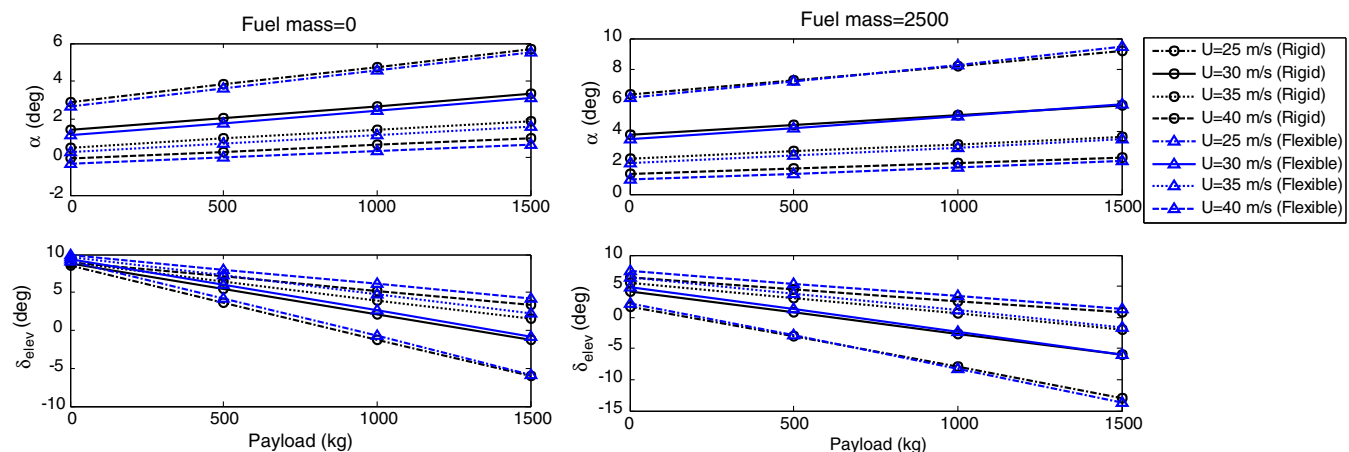 Fuel mass=0
6
4
2
0
-2
α (deg)
0
500
1000
1500
Fuel mass=2500
10
8
6
4
2
0
α (deg)
0
500
1000
1500
U=25 m/s (Rigid)
U=30 m/s (Rigid)
U=35 m/s (Rigid)
U=40 m/s (Rigid)
U=25 m/s (Flexible)
U=30 m/s (Flexible)
U=35 m/s (Flexible)
U=40 m/s (Flexible)
10
5
0
-5
-10
δelev (deg)
0
500
1000
1500
Payload (kg)
10
5
0
-5
-10
-15
δelev (deg)
0
500
1000
1500
Payload (kg)